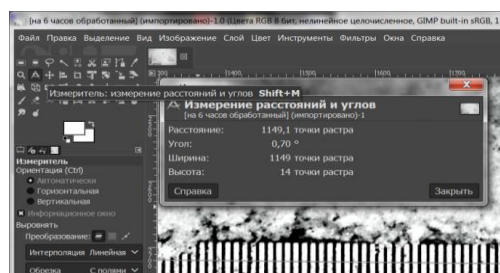 [на 6 часов обработанный] (импортировано)-1.0 (Цвета RGB 8 бит, нелинейное целочисленное, GIMP built-in sRGB, 1
Файл Правка Выделение Вид Изображение Слой Цвет Инструменты Фильтры Окна Справка
Измеритель: измерение расстояний и углов Shift+M
Измерение расстояний и углов
[на 6 часов обработанный] (импортировано)-1
Расстояние: 1149,1 точки растра
Угол: 0,70 °
Ширина: 1149 точки растра
Высота: 14 точки растра
Справка Закрыть
Измеритель
Ориентация (Ctrl)
Автоматически
Горизонтальная
Вертикальная
Информационное окно
Выровнять
Преобразование:
Интерполяция Линейная
Обрезка С полями